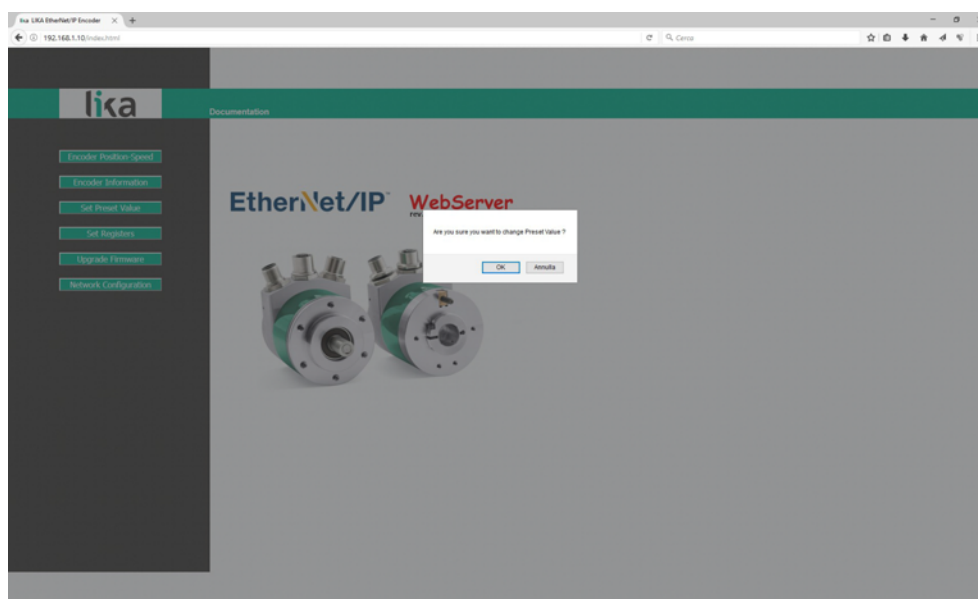 lika LIKA EtherNet/IP Encoder
192.168.1.10/index.html
Cerca
lika
Documentation
Encoder Position-Speed
Encoder Information
Set Preset Value
Set Registers
Upgrade Firmware
Network Configuration
EtherNet/IP™
WebServer
rev.
Are you sure you want to change Preset Value ?
OK
Annulla